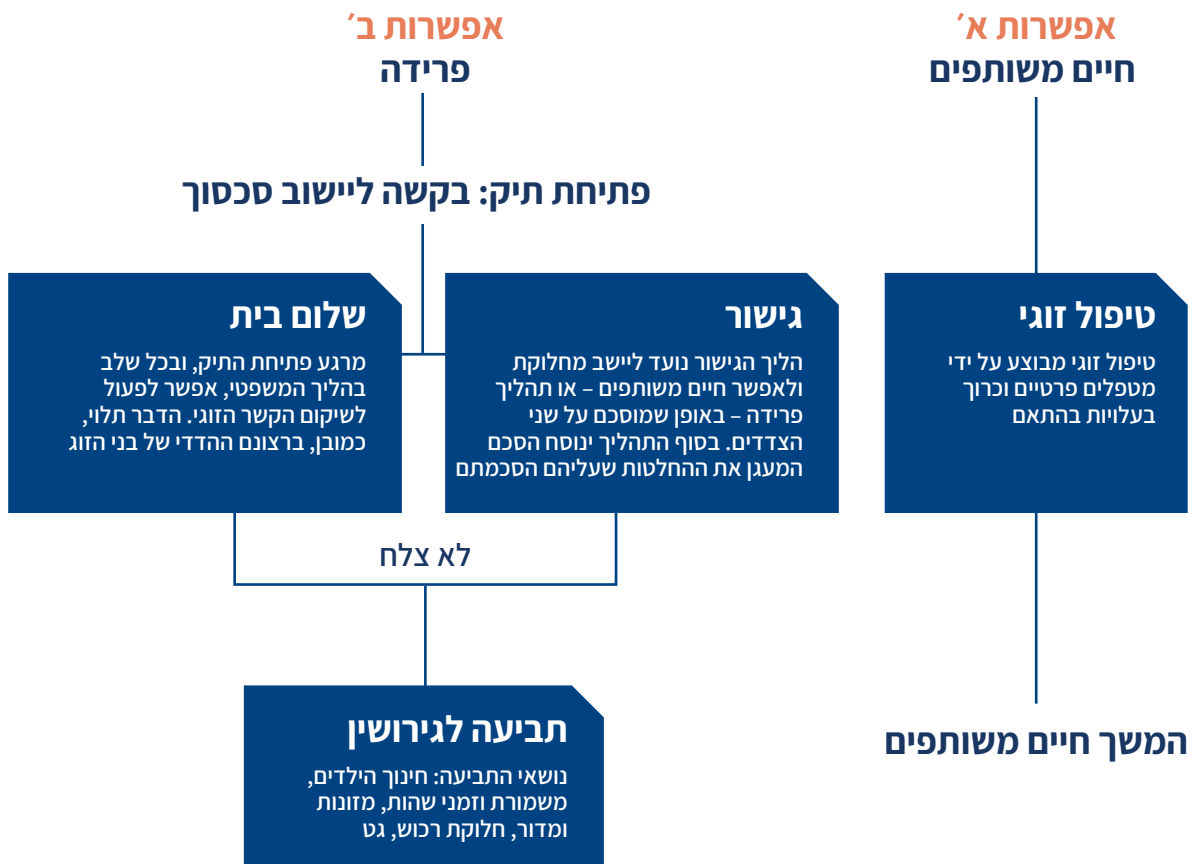 אפשרות א׳
חיים משותפים
טיפול זוגי
טיפול זוגי מבוצע על ידי
מטפלים פרטיים וכרוך
בעלויות בהתאם
המשך חיים משותפים
אפשרות ב׳
פרידה
פתיחת תיק: בקשה ליישוב סכסוך
גישור
הליך הגישור נועד ליישב מחלוקת
ולאפשר חיים משותפים – או תהליך
פרידה – באופן שמוסכם על שני
הצדדים. בסוף התהליך ינוסח הסכם
המעגן את ההחלטות שעליהם הסכמתם
שלום בית
מרגע פתיחת התיק, ובכל שלב
בהליך המשפטי, אפשר לפעול
לשיקום הקשר הזוגי. הדבר תלוי,
כמובן, ברצונם ההדדי של בני הזוג
לא צלח
תביעה לגירושין
נושאי התביעה: חינוך הילדים,
משמורת וזמני שהות, מזונות
ומדור, חלוקת רכוש, גט